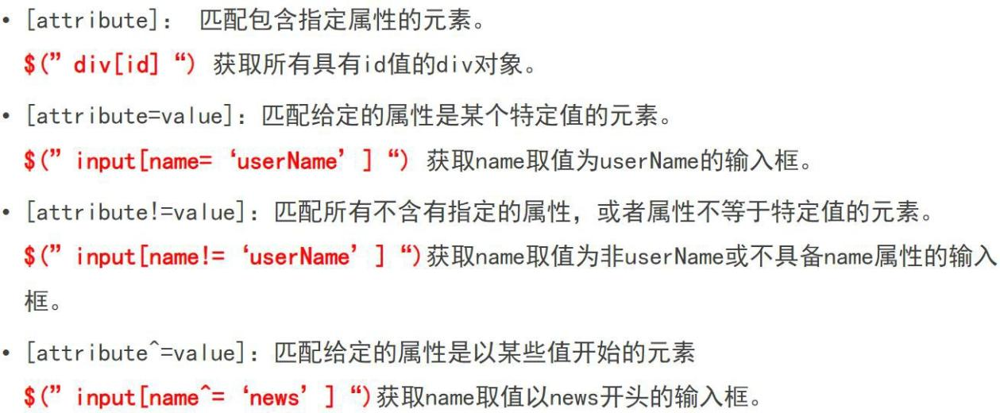 • [attribute]： 匹配包含指定属性的元素。
$(” div[id] “) 获取所有具有id值的div对象。
• [attribute=value]：匹配给定的属性是某个特定值的元素。
$(” input[name= ‘userName’ ] “) 获取name取值为userName的输入框。
• [attribute!=value]：匹配所有不含有指定的属性，或者属性不等于特定值的元素。
$(” input[name!= ‘userName’ ] “)获取name取值为非userName或不具备name属性的输入
框。
• [attribute^=value]：匹配给定的属性是以某些值开始的元素
$(” input[name^= ‘news’ ] “)获取name取值以news开头的输入框。